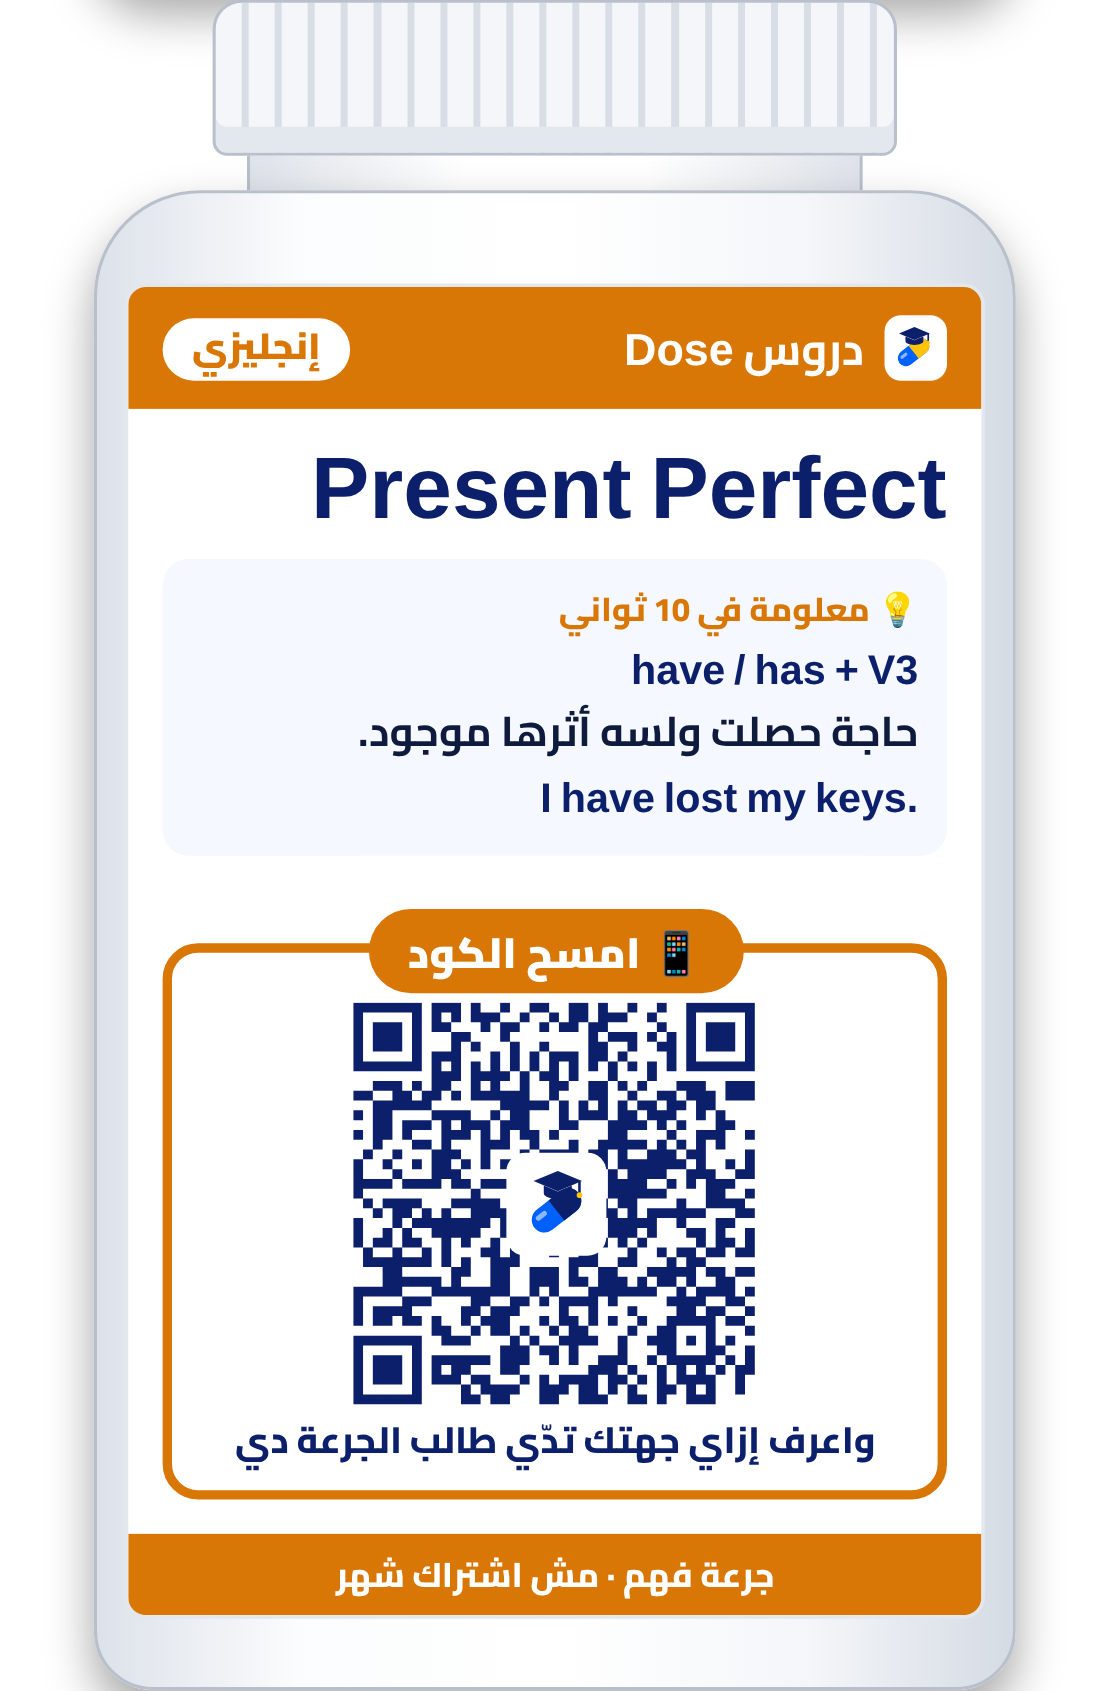 دروس Dose
إنجليزي
Present Perfect
💡 معلومة في 10 ثواني
have / has + V3
حاجة حصلت ولسه أثرها موجود.
I have lost my keys.
📱 امسح الكود
واعرف إزاي جهتك تدّي طالب الجرعة دي
جرعة فهم · مش اشتراك شهر